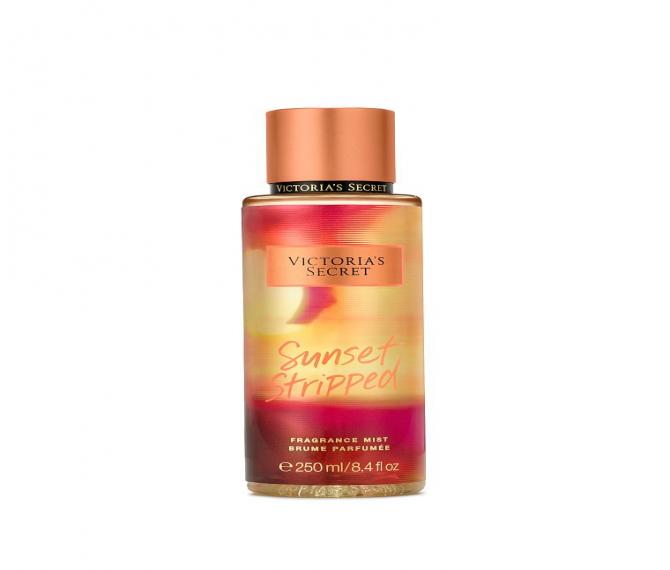 VICTORIA'S SECRET
VICTORIA'S
SECRET
Sunset
Stripped
FRAGRANCE MIST
BRUME PARFUMÉE
℮ 250 ml/8.4 fl oz